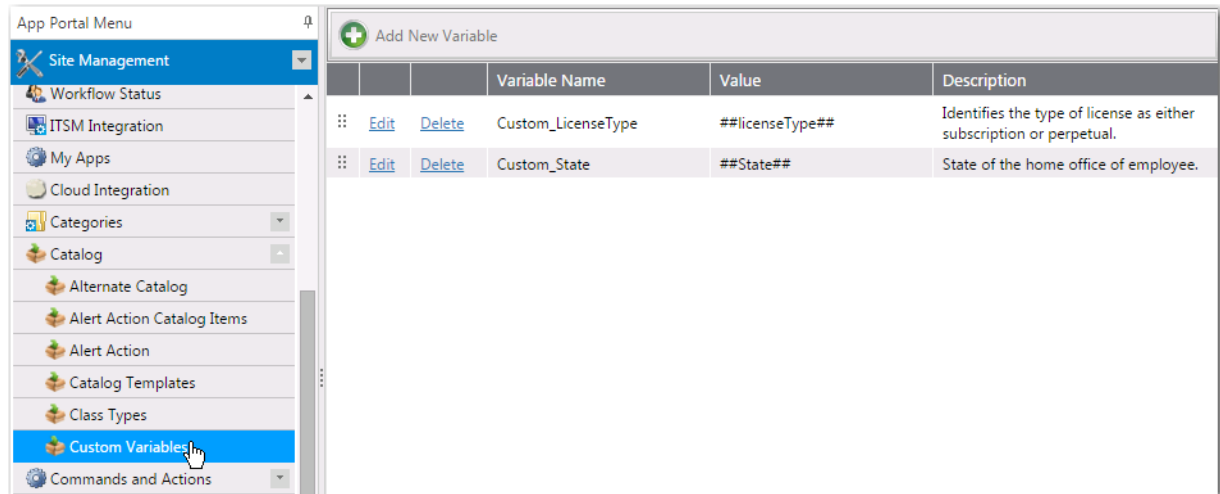 App Portal Menu
Site Management
Workflow Status
ITSM Integration
My Apps
Cloud Integration
Categories
Catalog
Alternate Catalog
Alert Action Catalog Items
Alert Action
Catalog Templates
Class Types
Custom Variables
Commands and Actions
Add New Variable
Variable Name Value Description
Edit Delete Custom_LicenseType ##licenseType## Identifies the type of license as either
subscription or perpetual.
Edit Delete Custom_State ##State## State of the home office of employee.